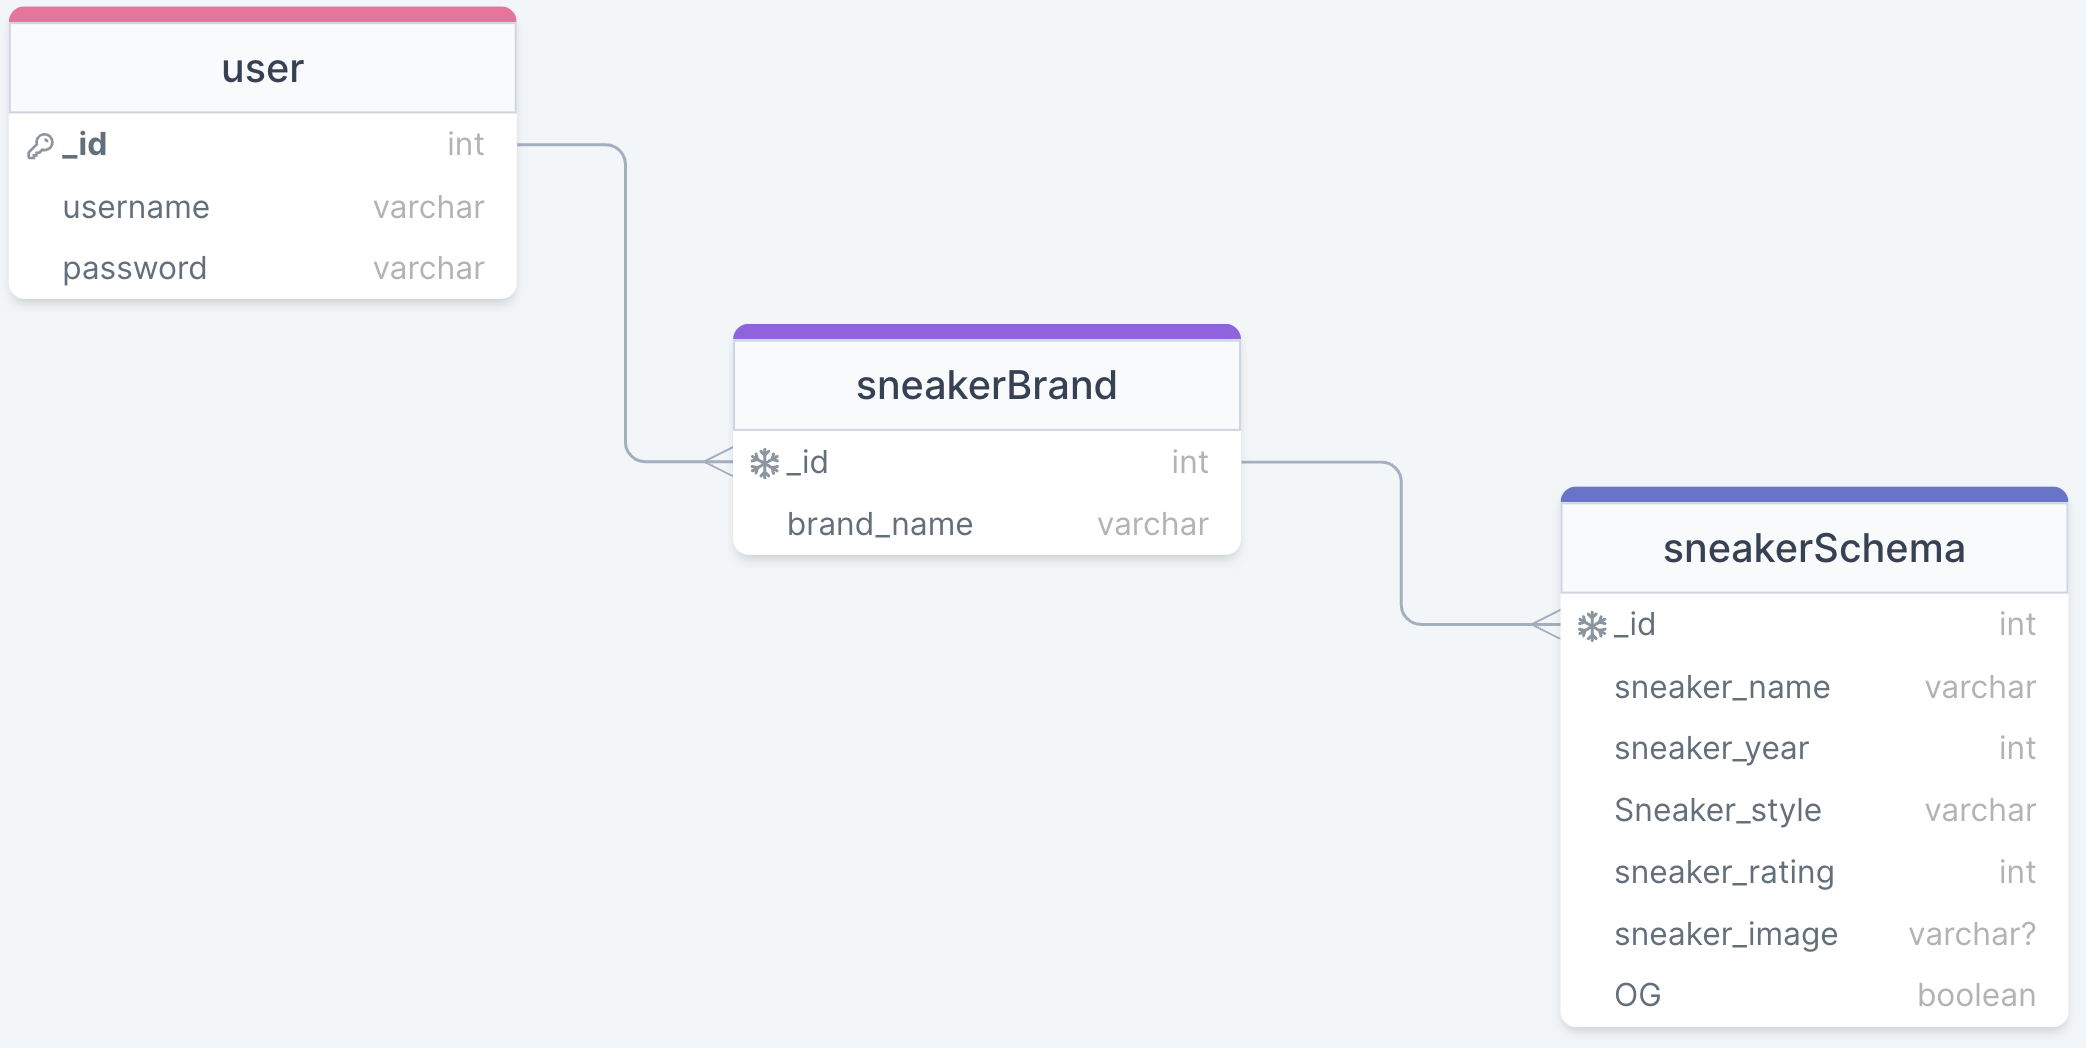 user
_id int
username varchar
password varchar
sneakerBrand
_id int
brand_name varchar
sneakerSchema
_id int
sneaker_name varchar
sneaker_year int
Sneaker_style varchar
sneaker_rating int
sneaker_image varchar?
OG boolean